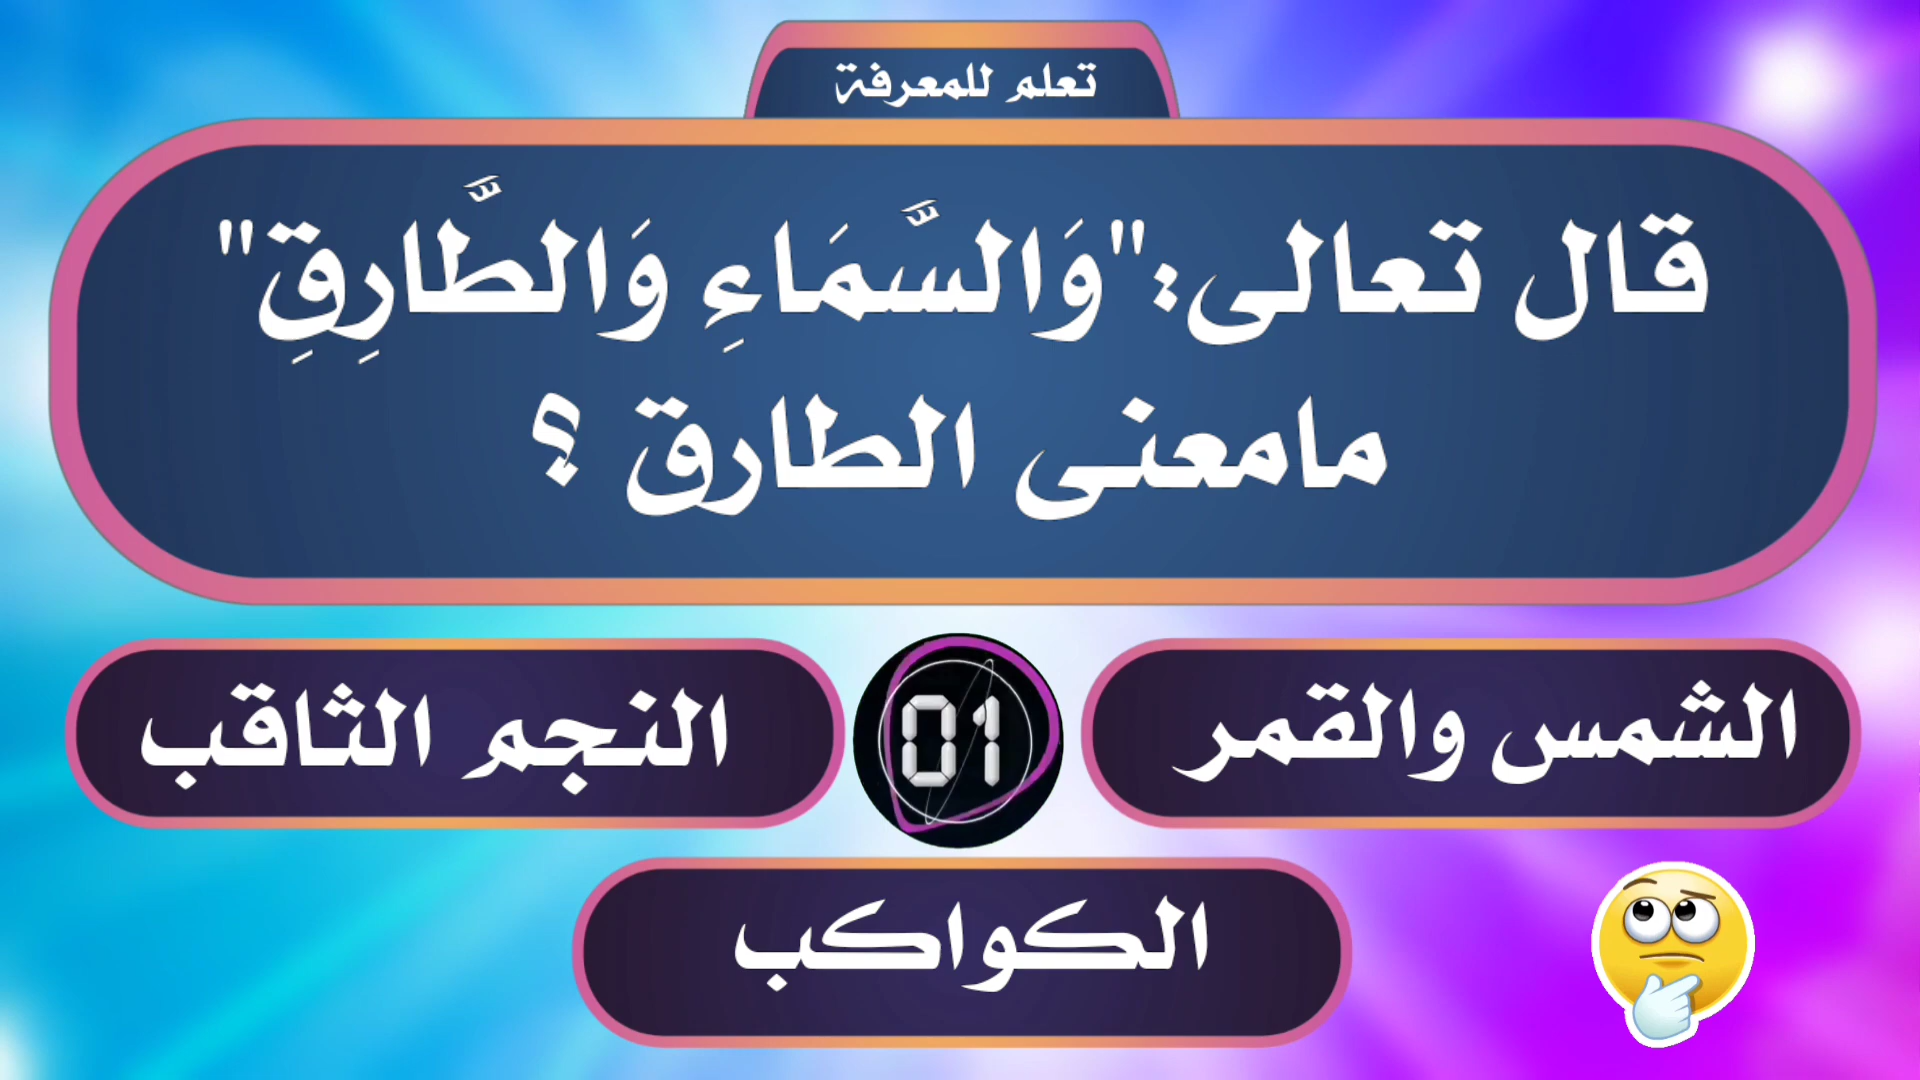 تعلم للمعرفة
قال تعالى:"وَالسَّمَاءِ وَالطَّارِقِ"
مامعنى الطارق ؟
الشمس والقمر
01
النجم الثاقب
الكواكب